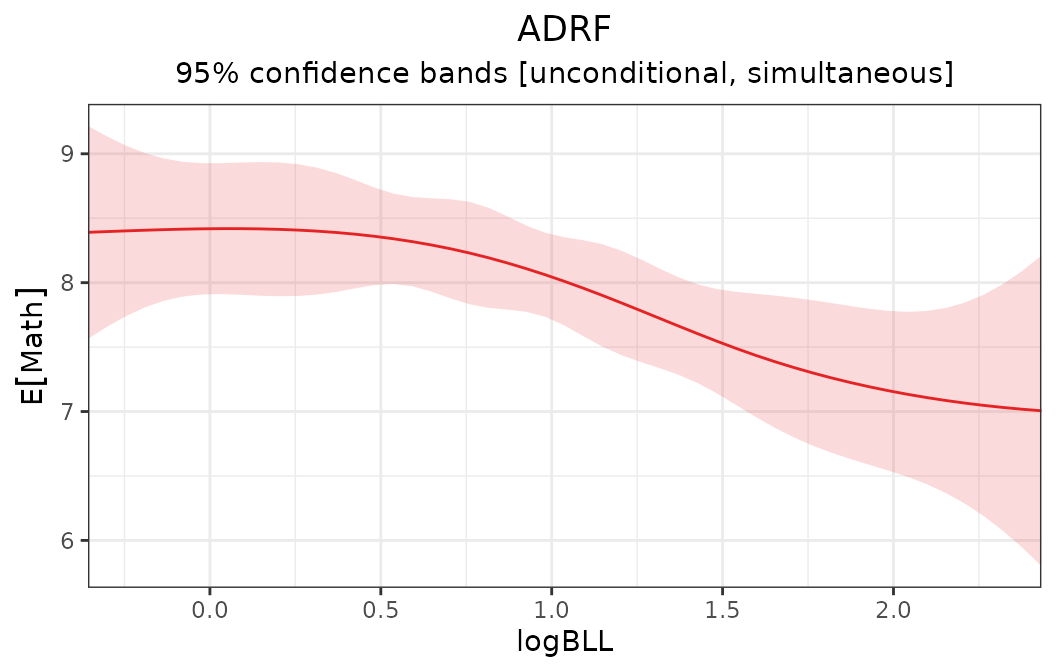 ADRF
95% confidence bands [unconditional, simultaneous]
E[Math]
9
8
7
6
0.0 0.5 1.0 1.5 2.0
logBLL